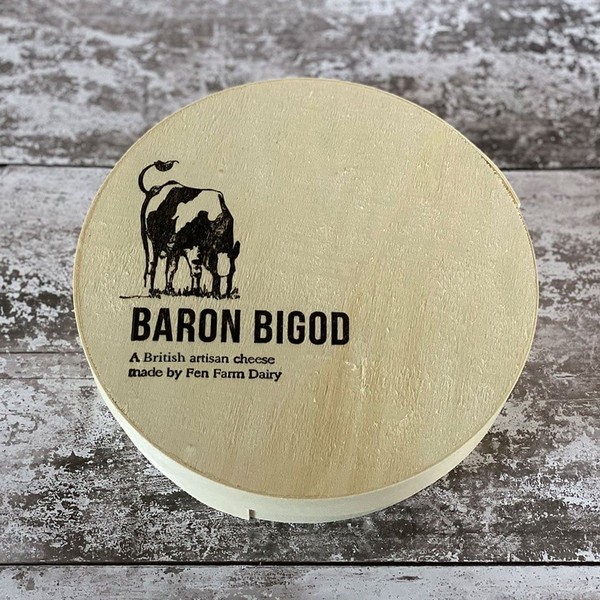 BARON BIGOD
A British artisan cheese
made by Fen Farm Dairy